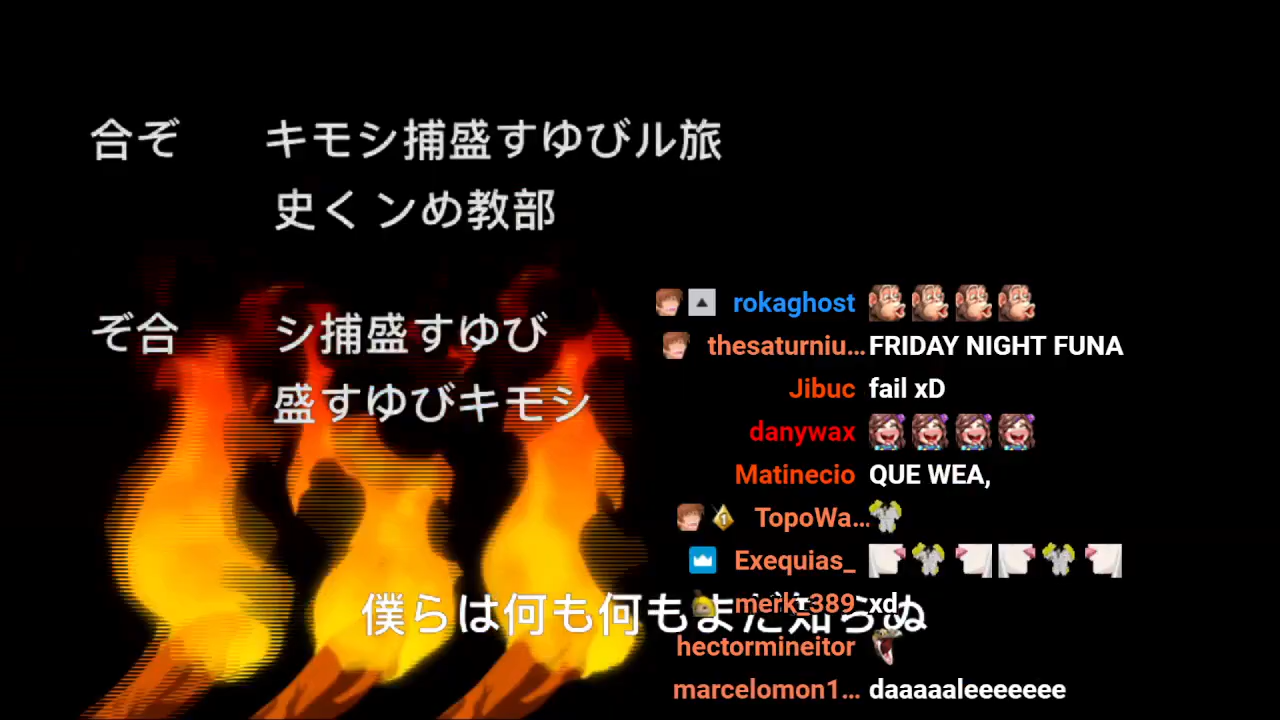 合ぞ キモシ捕盛すゆびル旅
史くンめ教部
ぞ合 シ捕盛すゆび
盛すゆびキモシ
僕らは何も何もまだ知らぬ
rokaghost
thesaturniu… FRIDAY NIGHT FUNA
Jibuc fail xD
danywax
Matinecio QUE WEA,
TopoWa…
Exequias_
merk_389 xd
hectormineitor
marcelomon1… daaaaaleeeeeee